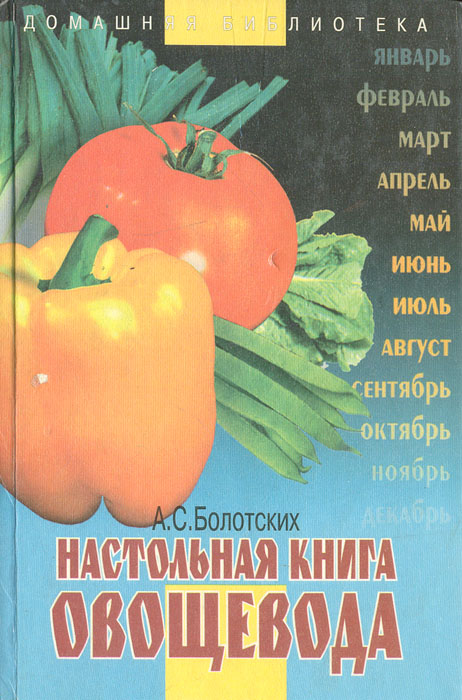 ДОМАШНЯЯ БИБЛИОТЕКА
ЯНВАРЬ
ФЕВРАЛЬ
МАРТ
АПРЕЛЬ
МАЙ
ИЮНЬ
ИЮЛЬ
АВГУСТ
СЕНТЯБРЬ
ОКТЯБРЬ
НОЯБРЬ
ДЕКАБРЬ
А.С.Болотских
НАСТОЛЬНАЯ КНИГА
ОВОЩЕВОДА